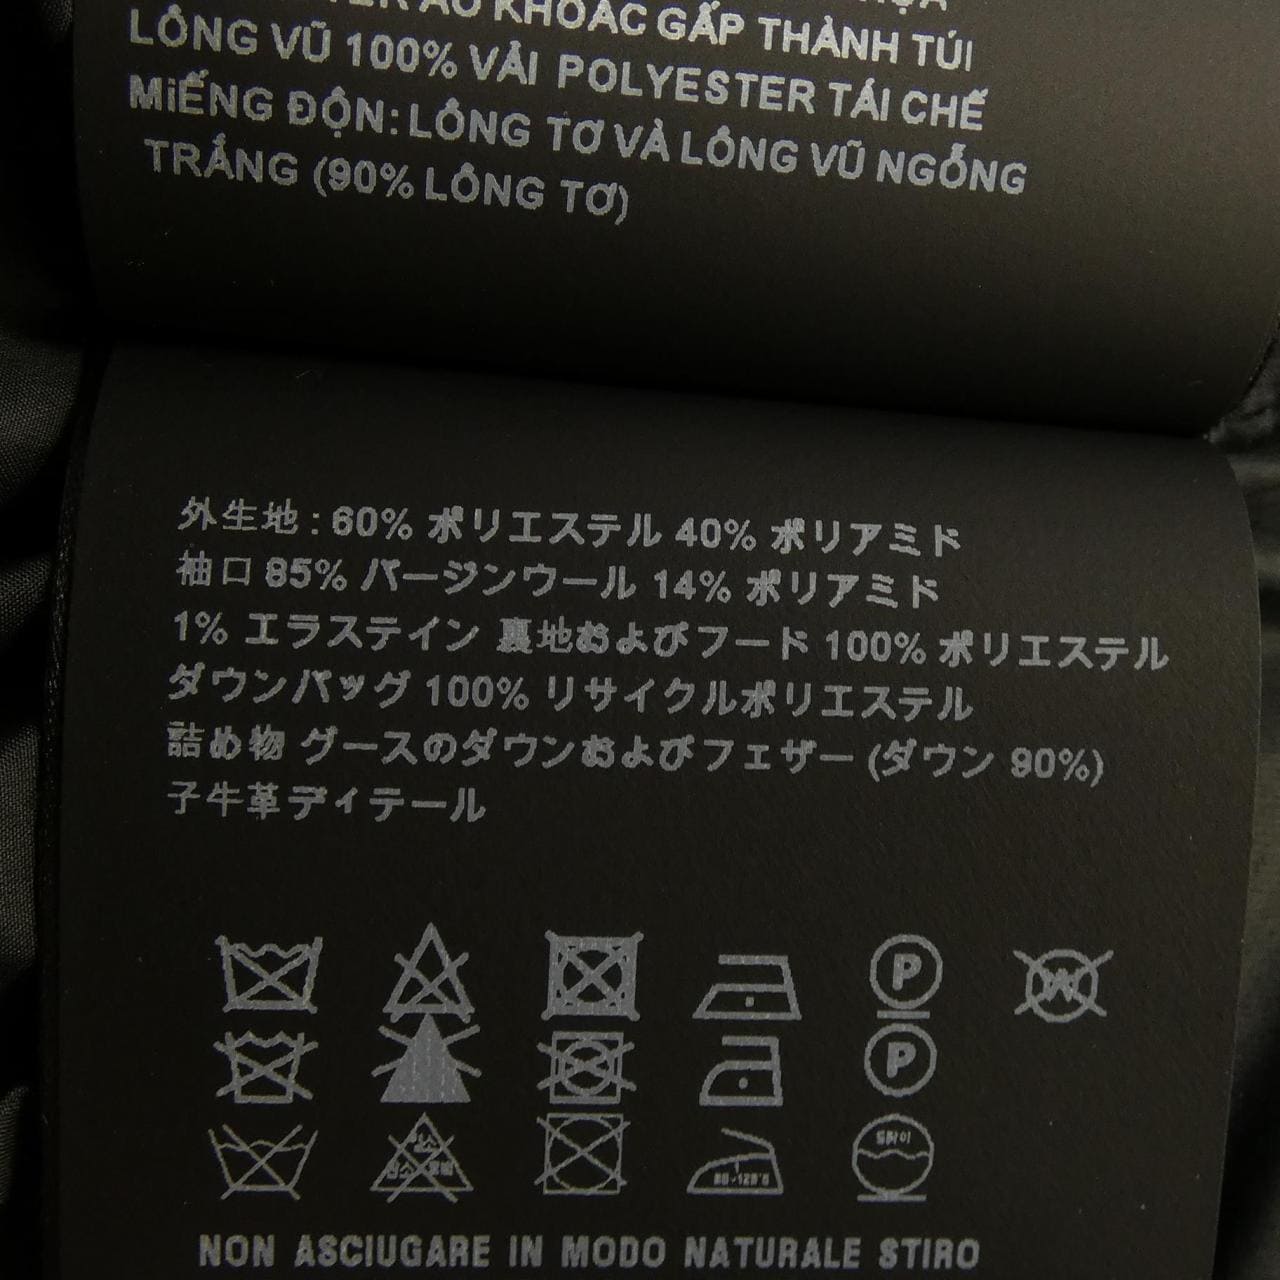 ÁO KHOÁC GẤP THÀNH TÚI
LÔNG VŨ 100% VẢI POLYESTER TÁI CHẾ
MiẾNG ĐỘN: LÔNG TƠ VÀ LÔNG VŨ NGỖNG
TRẮNG (90% LÔNG TƠ)
外生地 : 60% ポリエステル 40% ポリアミド
袖口 85% バージンウール 14% ポリアミド
1% エラステイン 裏地およびフード 100% ポリエステル
ダウンバッグ 100% リサイクルポリエステル
詰め物 グースのダウンおよびフェザー (ダウン 90%)
子牛革ディテール
P
W
P
드라이
NON ASCIUGARE IN MODO NATURALE STIRO